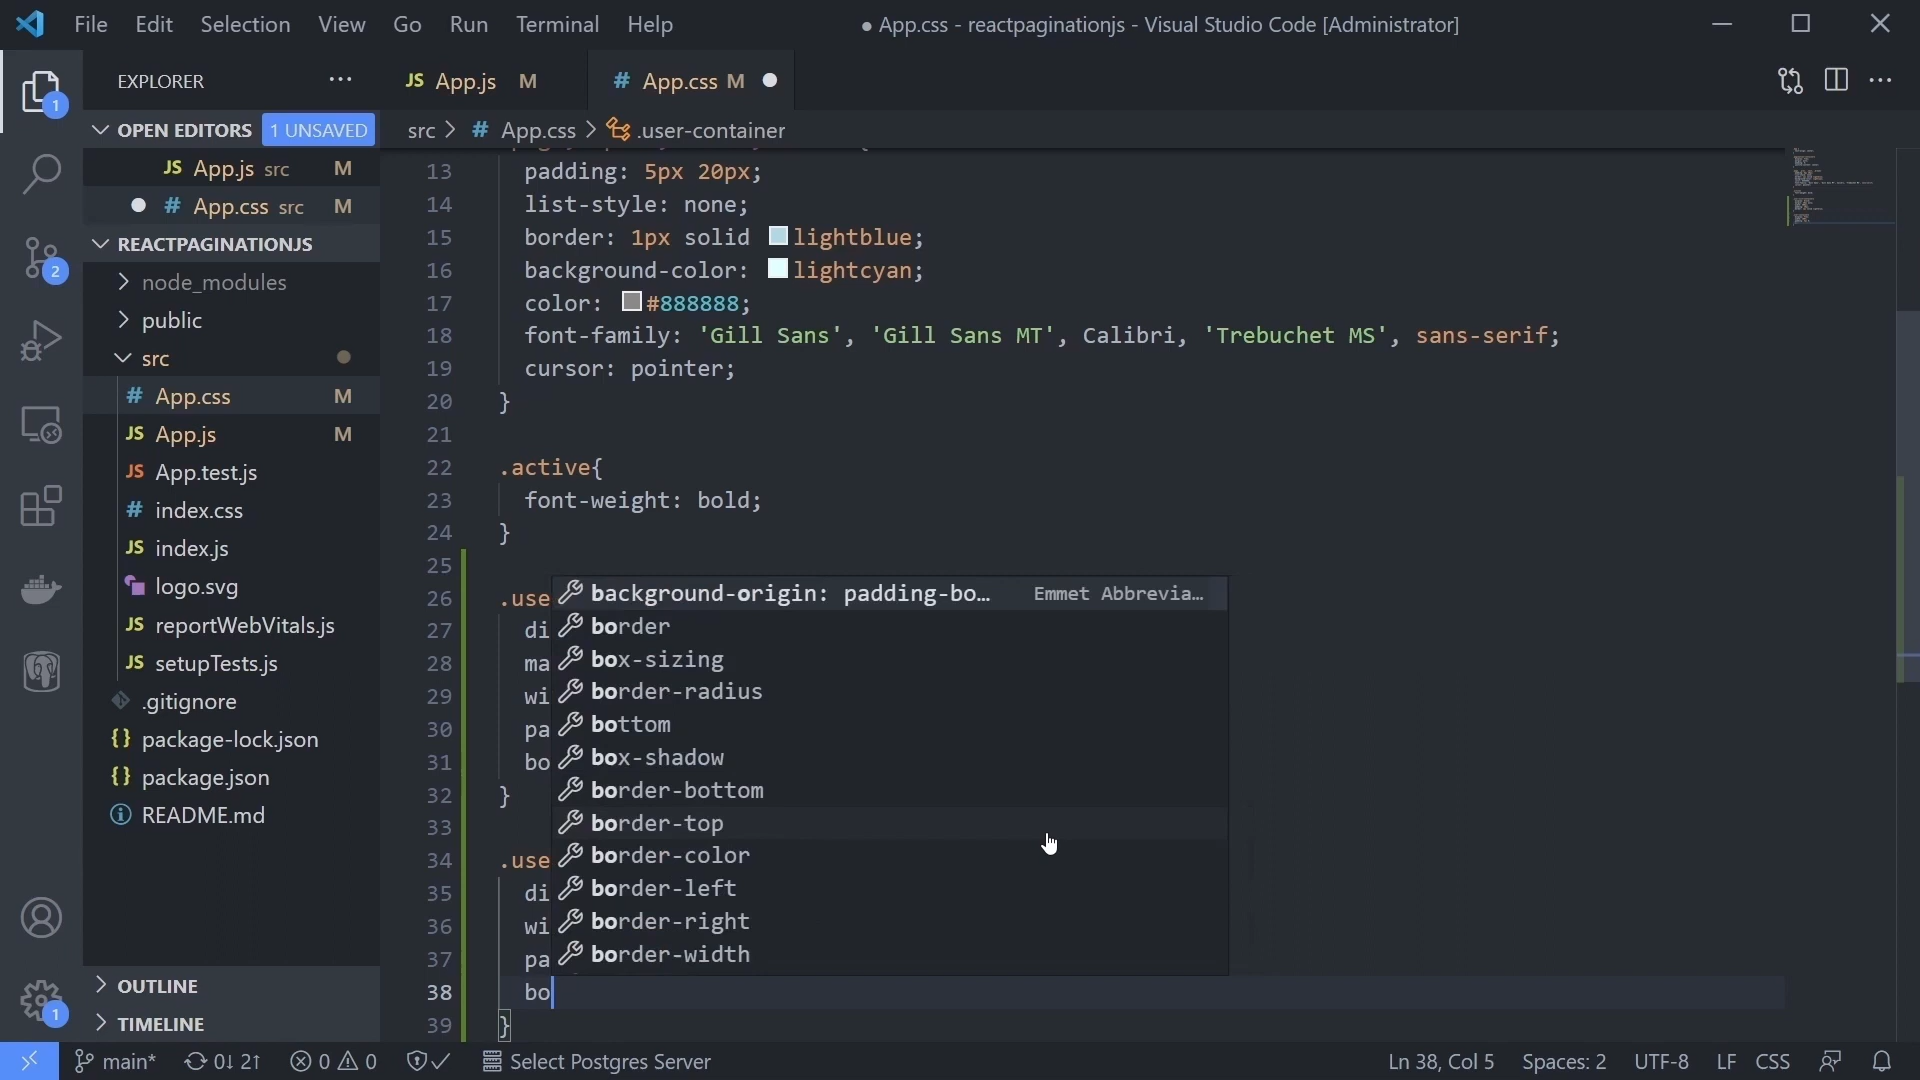 File Edit Selection View Go Run Terminal Help
● App.css - reactpaginationjs - Visual Studio Code [Administrator]
EXPLORER
JS App.js M
# App.css M
OPEN EDITORS 1 UNSAVED
JS App.js src M
# App.css src M
REACTPAGINATIONJS
node_modules
public
src
# App.css M
JS App.js M
JS App.test.js
# index.css
JS index.js
logo.svg
JS reportWebVitals.js
JS setupTests.js
.gitignore
{} package-lock.json
{} package.json
README.md
OUTLINE
TIMELINE
1
2
1
src > # App.css > .user-container
13 padding: 5px 20px;
14 list-style: none;
15 border: 1px solid lightblue;
16 background-color: lightcyan;
17 color: #888888;
18 font-family: 'Gill Sans', 'Gill Sans MT', Calibri, 'Trebuchet MS', sans-serif;
19 cursor: pointer;
20 }
21
22 .active{
23 font-weight: bold;
24 }
25
26 .use
27 di
28 ma
29 wi
30 pa
31 bo
32 }
33
34 .use
35 di
36 wi
37 pa
38 bo
39 }
background-origin: padding-bo… Emmet Abbrevia…
border
box-sizing
border-radius
bottom
box-shadow
border-bottom
border-top
border-color
border-left
border-right
border-width
main* 0↓ 2↑ 0 0 Select Postgres Server
Ln 38, Col 5 Spaces: 2 UTF-8 LF CSS